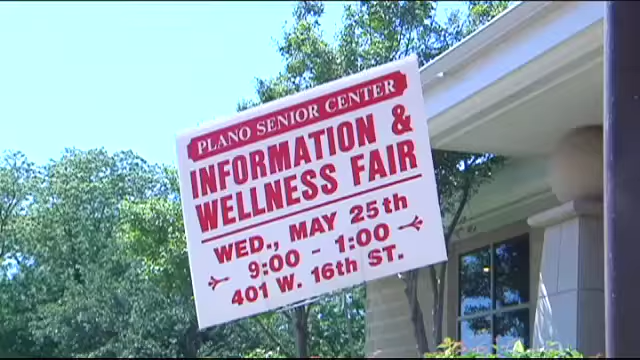 PLANO SENIOR CENTER
INFORMATION &
WELLNESS FAIR
WED., MAY 25th
9:00 - 1:00
401 W. 16th ST.